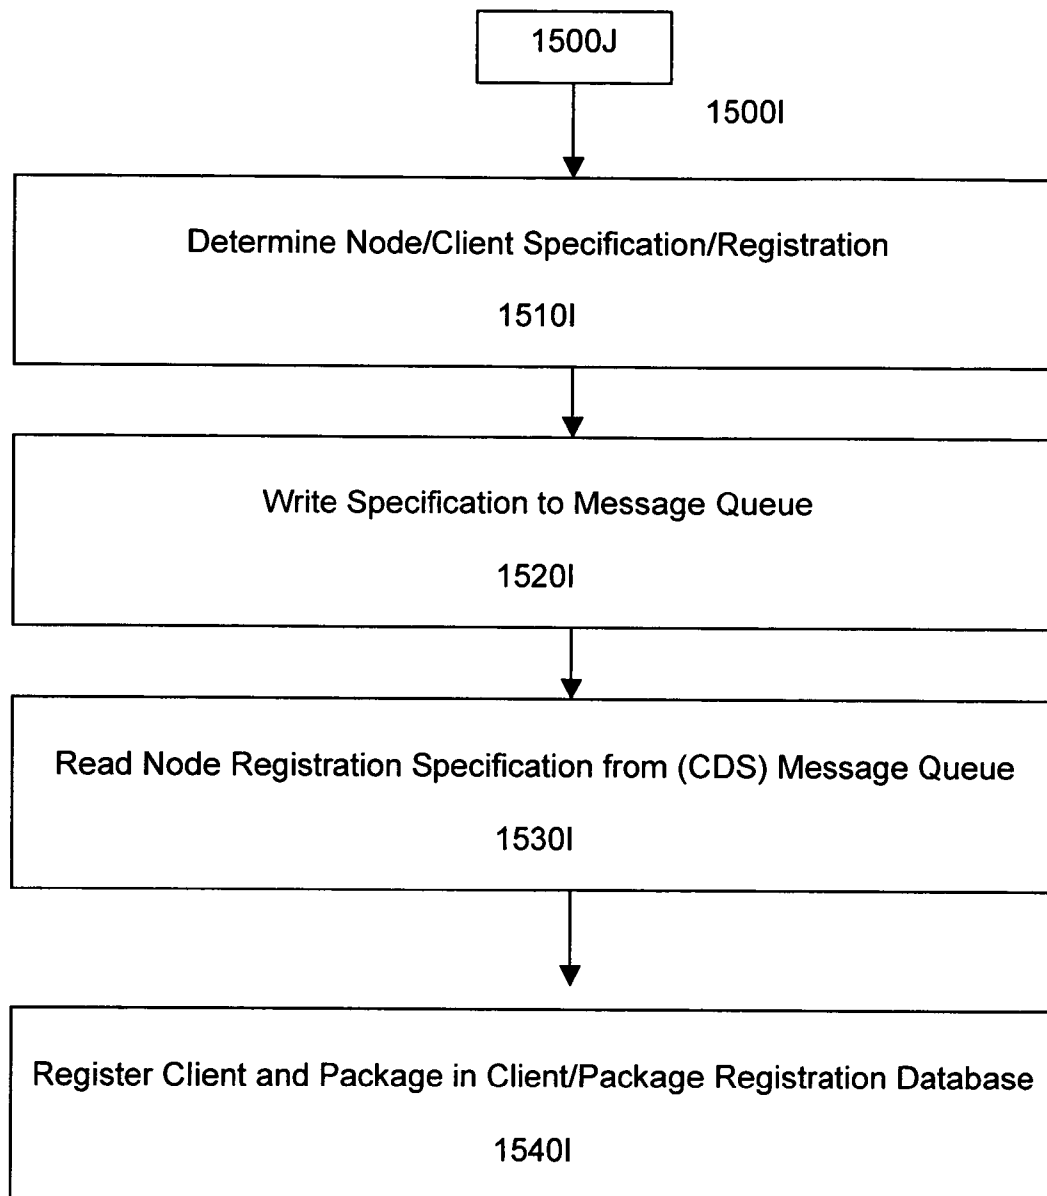 1500J
1500I
Determine Node/Client Specification/Registration
1510I
Write Specification to Message Queue
1520I
Read Node Registration Specification from (CDS) Message Queue
1530I
Register Client and Package in Client/Package Registration Database
1540I